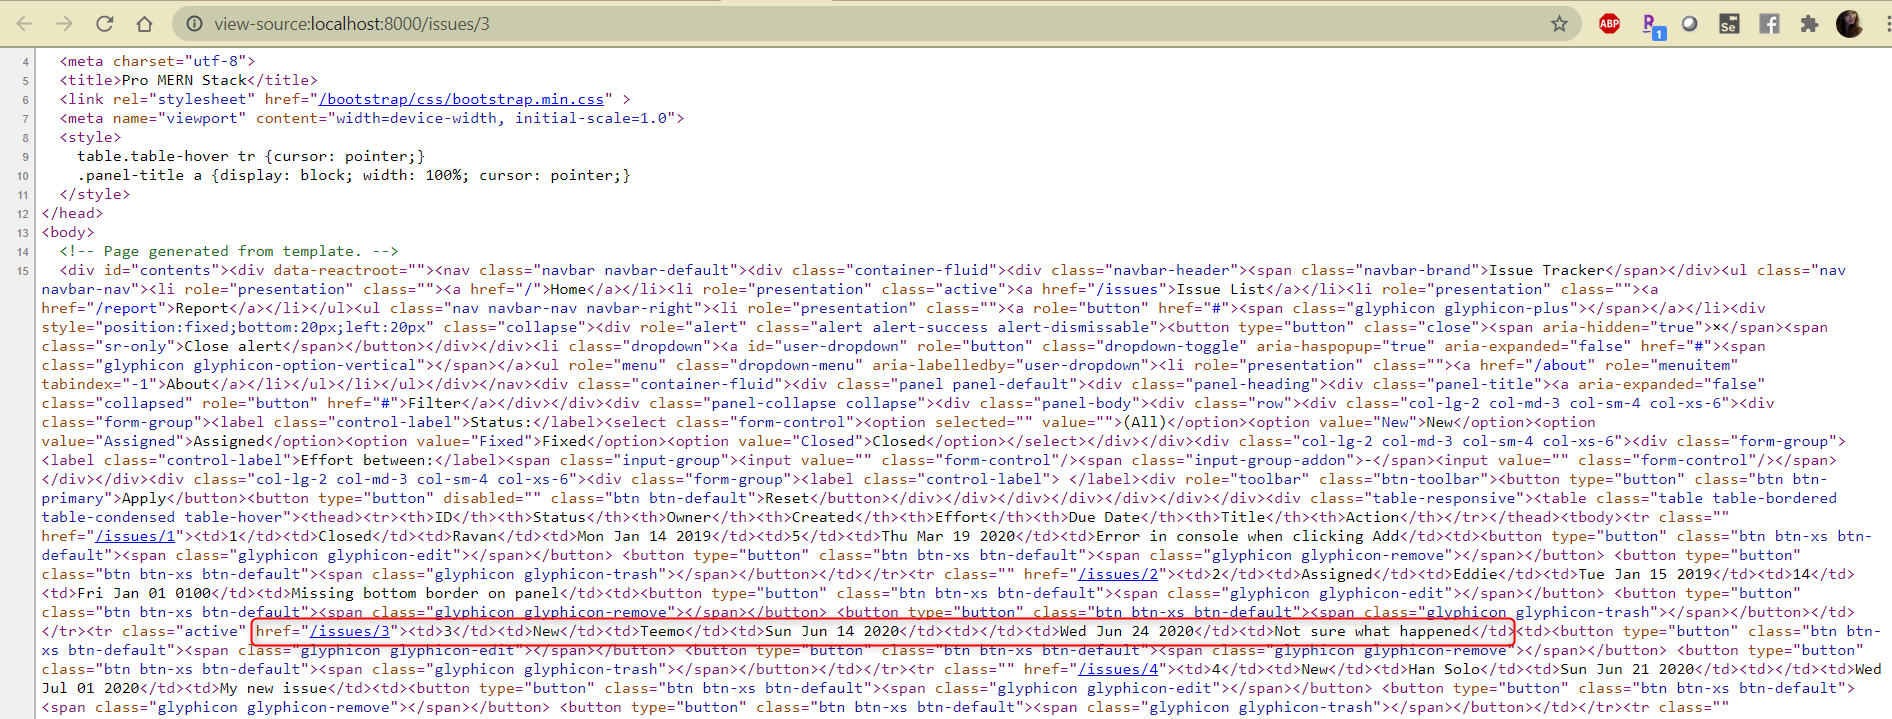 view-source:localhost:8000/issues/3
ABP
R
1
Se
4 <meta charset="utf-8">
5 <title>Pro MERN Stack</title>
6 <link rel="stylesheet" href="/bootstrap/css/bootstrap.min.css" >
7 <meta name="viewport" content="width=device-width, initial-scale=1.0">
8 <style>
9 table.table-hover tr {cursor: pointer;}
10 .panel-title a {display: block; width: 100%; cursor: pointer;}
11 </style>
12 </head>
13 <body>
14 <!-- Page generated from template. -->
15 <div id="contents"><div data-reactroot=""><nav class="navbar navbar-default"><div class="container-fluid"><div class="navbar-header"><span class="navbar-brand">Issue Tracker</span></div><ul class="nav
navbar-nav"><li role="presentation" class=""><a href="/">Home</a></li><li role="presentation" class="active"><a href="/issues">Issue List</a></li><li role="presentation" class=""><a
href="/report">Report</a></li></ul><ul class="nav navbar-nav navbar-right"><li role="presentation" class=""><a role="button" href="#"><span class="glyphicon glyphicon-plus"></span></a></li><div
style="position:fixed;bottom:20px;left:20px" class="collapse"><div role="alert" class="alert alert-success alert-dismissable"><button type="button" class="close"><span aria-hidden="true">×</span><span
class="sr-only">Close alert</span></button></div></div><li class="dropdown"><a id="user-dropdown" role="button" class="dropdown-toggle" aria-haspopup="true" aria-expanded="false" href="#"><span
class="glyphicon glyphicon-option-vertical"></span></a><ul role="menu" class="dropdown-menu" aria-labelledby="user-dropdown"><li role="presentation" class=""><a href="/about" role="menuitem"
tabindex="-1">About</a></li></ul></li></ul></div></nav><div class="container-fluid"><div class="panel panel-default"><div class="panel-heading"><div class="panel-title"><a aria-expanded="false"
class="collapsed" role="button" href="#">Filter</a></div></div><div class="panel-collapse collapse"><div class="panel-body"><div class="row"><div class="col-lg-2 col-md-3 col-sm-4 col-xs-6"><div
class="form-group"><label class="control-label">Status:</label><select class="form-control"><option selected="" value="">(All)</option><option value="New">New</option><option
value="Assigned">Assigned</option><option value="Fixed">Fixed</option><option value="Closed">Closed</option></select></div></div><div class="col-lg-2 col-md-3 col-sm-4 col-xs-6"><div class="form-group">
<label class="control-label">Effort between:</label><span class="input-group"><input value="" class="form-control"/><span class="input-group-addon">-</span><input value="" class="form-control"/></span>
</div></div><div class="col-lg-2 col-md-3 col-sm-4 col-xs-6"><div class="form-group"><label class="control-label"> </label><div role="toolbar" class="btn-toolbar"><button type="button" class="btn btn-
primary">Apply</button><button type="button" disabled="" class="btn btn-default">Reset</button></div></div></div></div></div></div></div><div class="table-responsive"><table class="table table-bordered
table-condensed table-hover"><thead><tr><th>ID</th><th>Status</th><th>Owner</th><th>Created</th><th>Effort</th><th>Due Date</th><th>Title</th><th>Action</th></tr></thead><tbody><tr class=""
href="/issues/1"><td>1</td><td>Closed</td><td>Ravan</td><td>Mon Jan 14 2019</td><td>5</td><td>Thu Mar 19 2020</td><td>Error in console when clicking Add</td><td><button type="button" class="btn btn-xs btn-
default"><span class="glyphicon glyphicon-edit"></span></button> <button type="button" class="btn btn-xs btn-default"><span class="glyphicon glyphicon-remove"></span></button> <button type="button"
class="btn btn-xs btn-default"><span class="glyphicon glyphicon-trash"></span></button></td></tr><tr class="" href="/issues/2"><td>2</td><td>Assigned</td><td>Eddie</td><td>Tue Jan 15 2019</td><td>14</td>
<td>Fri Jan 01 0100</td><td>Missing bottom border on panel</td><td><button type="button" class="btn btn-xs btn-default"><span class="glyphicon glyphicon-edit"></span></button> <button type="button"
class="btn btn-xs btn-default"><span class="glyphicon glyphicon-remove"></span></button> <button type="button" class="btn btn-xs btn-default"><span class="glyphicon glyphicon-trash"></span></button></td>
</tr><tr class="active" href="/issues/3"><td>3</td><td>New</td><td>Teemo</td><td>Sun Jun 14 2020</td><td></td><td>Wed Jun 24 2020</td><td>Not sure what happened</td><td><button type="button" class="btn btn-
xs btn-default"><span class="glyphicon glyphicon-edit"></span></button> <button type="button" class="btn btn-xs btn-default"><span class="glyphicon glyphicon-remove"></span></button> <button type="button"
class="btn btn-xs btn-default"><span class="glyphicon glyphicon-trash"></span></button></td></tr><tr class="" href="/issues/4"><td>4</td><td>New</td><td>Han Solo</td><td>Sun Jun 21 2020</td><td></td><td>Wed
Jul 01 2020</td><td>My new issue</td><td><button type="button" class="btn btn-xs btn-default"><span class="glyphicon glyphicon-edit"></span></button> <button type="button" class="btn btn-xs btn-default">
<span class="glyphicon glyphicon-remove"></span></button> <button type="button" class="btn btn-xs btn-default"><span class="glyphicon glyphicon-trash"></span></button></td></tr><tr class=""